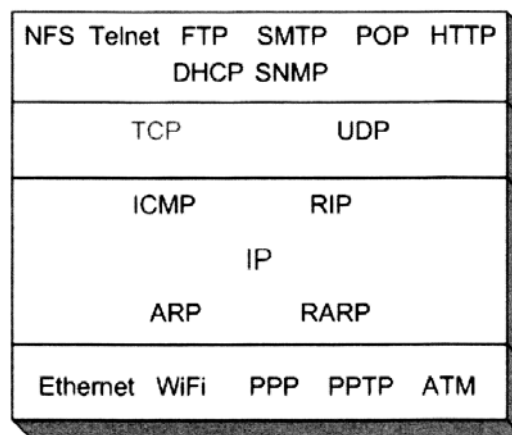 NFS Telnet FTP SMTP POP HTTP
DHCP SNMP
TCP UDP
ICMP RIP
IP
ARP RARP
Ethernet WiFi PPP PPTP ATM